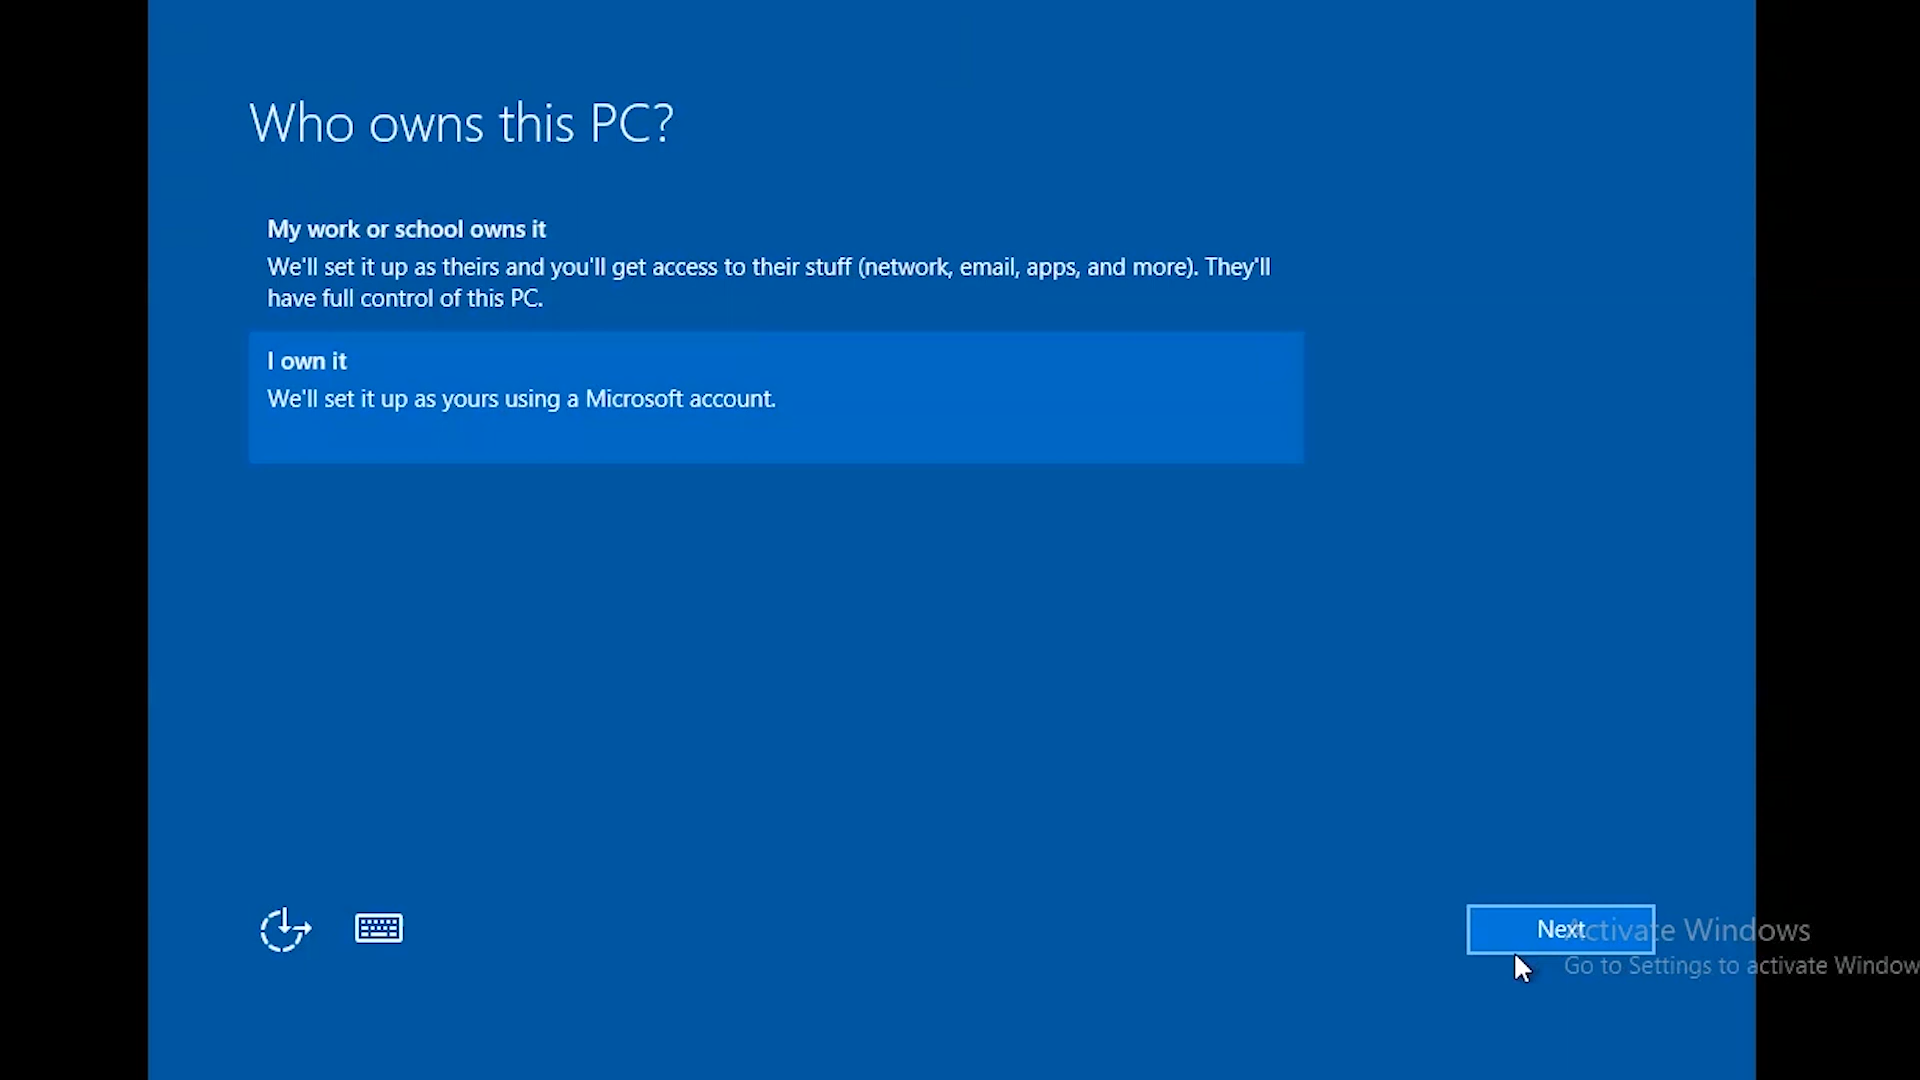 Who owns this PC?
My work or school owns it
We'll set it up as theirs and you'll get access to their stuff (network, email, apps, and more). They'll
have full control of this PC.
I own it
We'll set it up as yours using a Microsoft account.
Next
Activate Windows
Go to Settings to activate Window